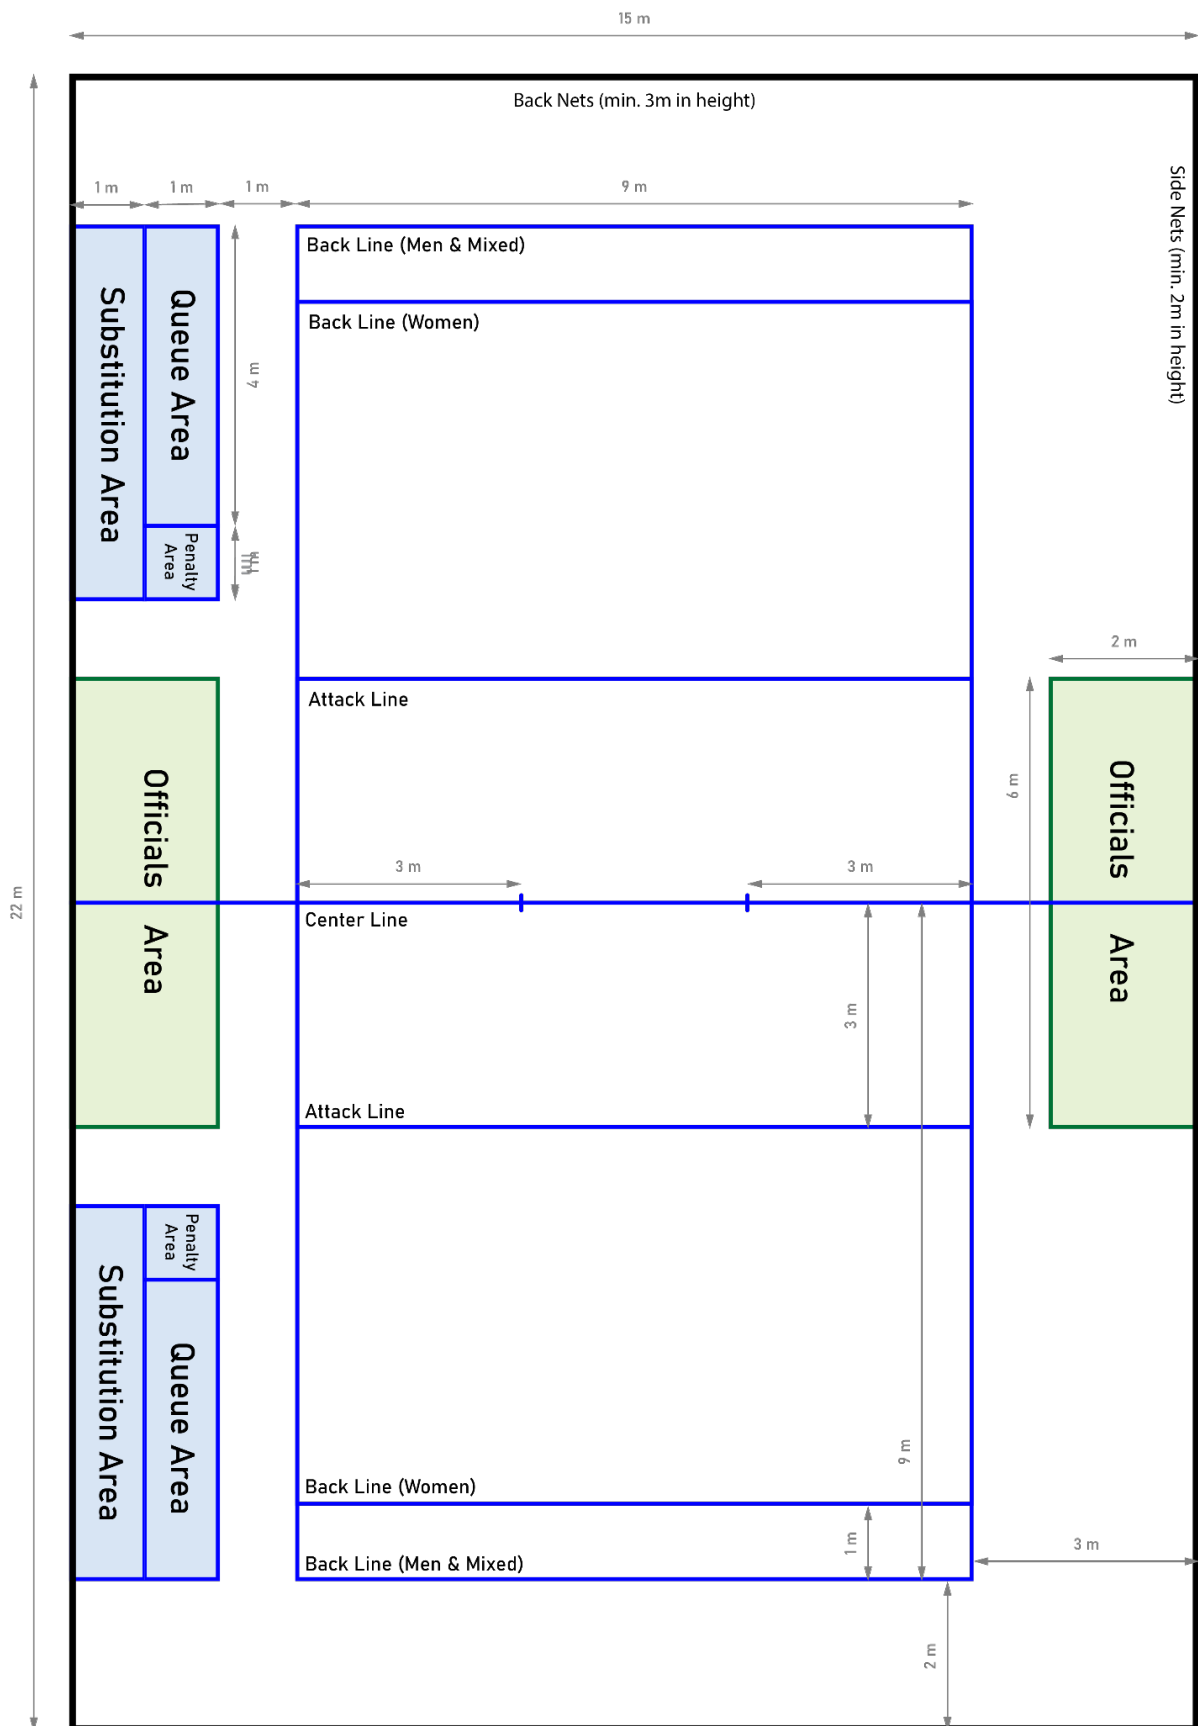 15 m
Back Nets (min. 3m in height)
Side Nets (min. 2m in height)
1 m
1 m
1 m
9 m
Back Line (Men & Mixed)
Back Line (Women)
Substitution Area
Queue Area
4 m
Penalty
Area
2 m
Attack Line
Officials Area
6 m
Officials Area
3 m
3 m
22 m
Center Line
3 m
Attack Line
Penalty
Area
Substitution Area
Queue Area
9 m
Back Line (Women)
1 m
Back Line (Men & Mixed)
3 m
2 m